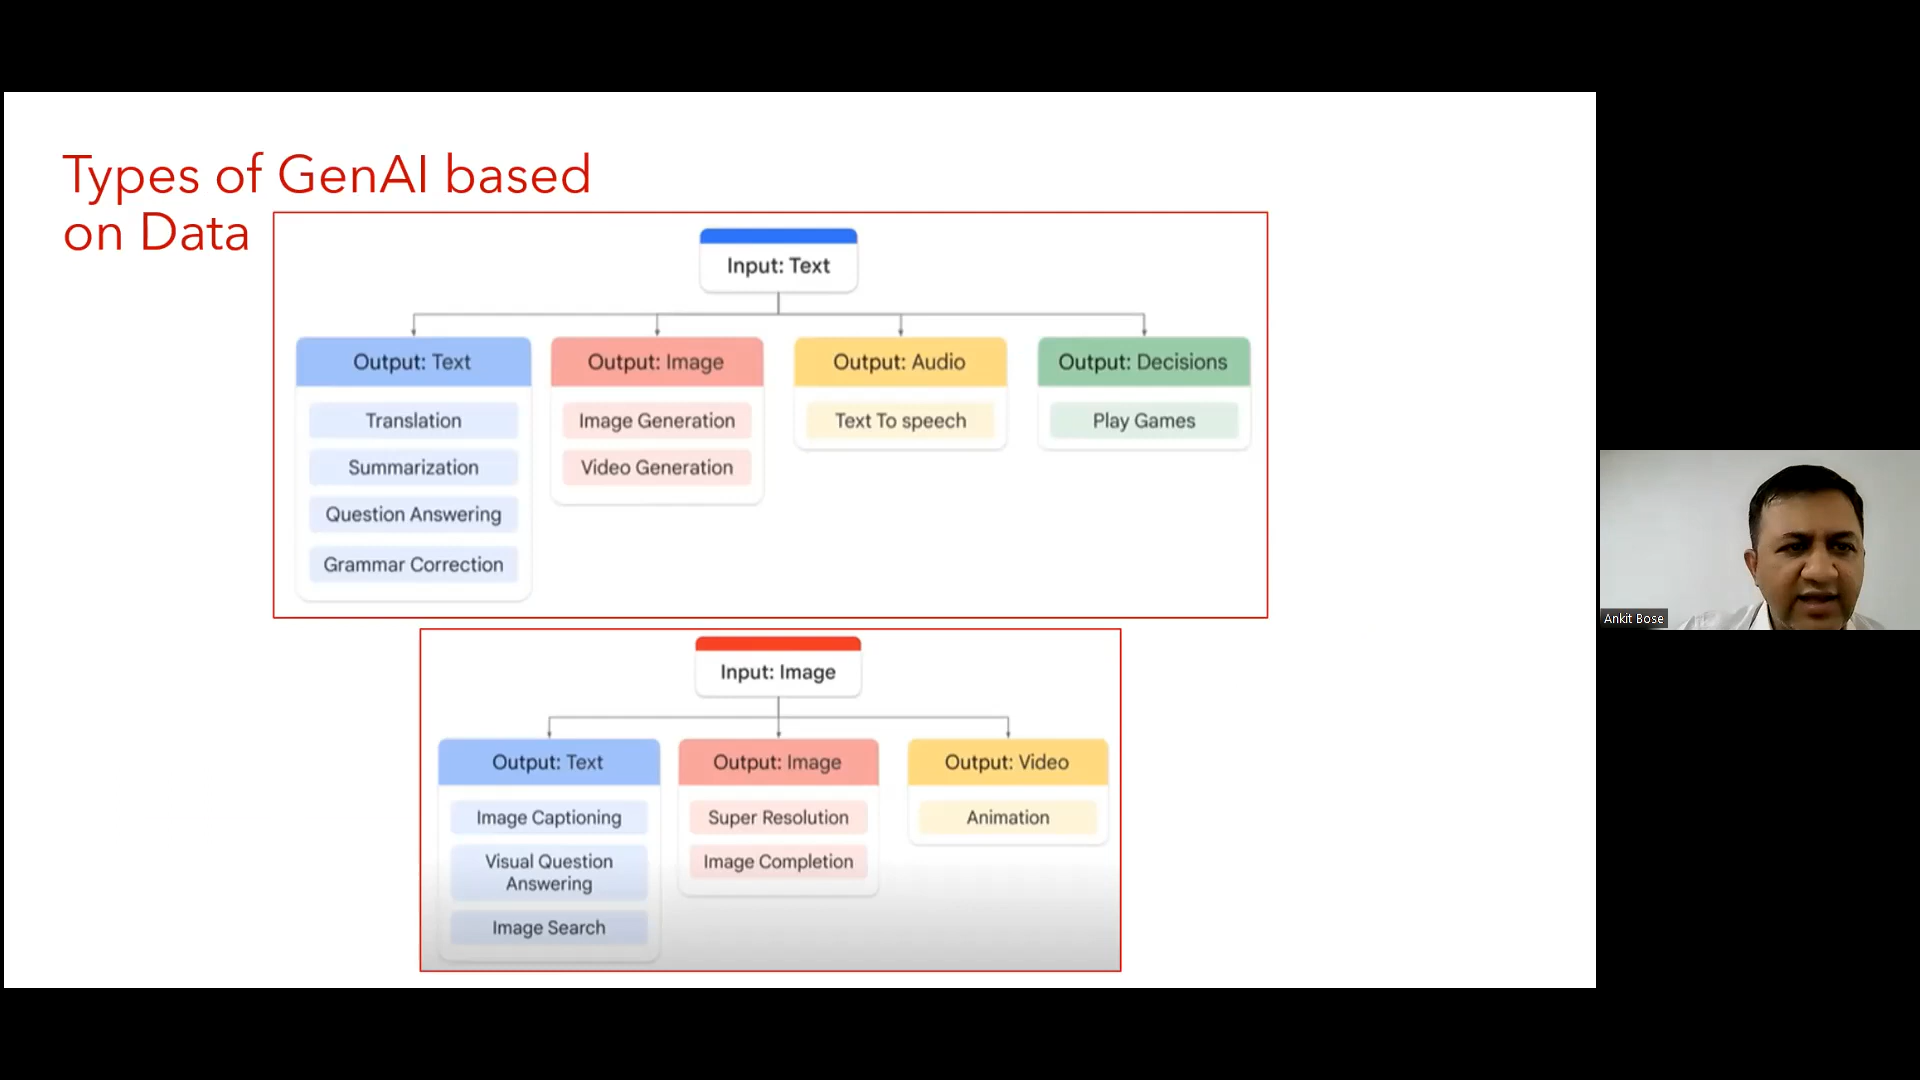 Types of GenAI based
on Data
Input: Text
Output: Text
Translation
Summarization
Question Answering
Grammar Correction
Output: Image
Image Generation
Video Generation
Output: Audio
Text To speech
Output: Decisions
Play Games
Input: Image
Output: Text
Image Captioning
Visual Question
Answering
Image Search
Output: Image
Super Resolution
Image Completion
Output: Video
Animation
Ankit Bose